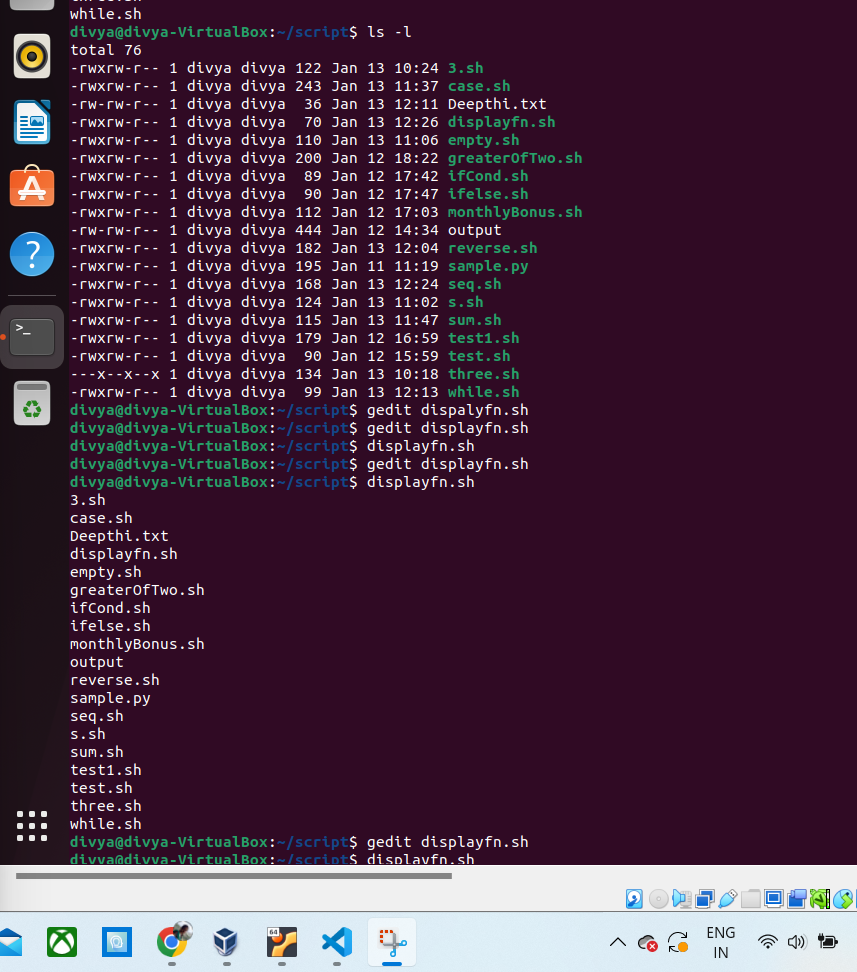 while.sh
divya@divya-VirtualBox:~/script$ ls -l
total 76
-rwxrw-r-- 1 divya divya 122 Jan 13 10:24 3.sh
-rwxrw-r-- 1 divya divya 243 Jan 13 11:37 case.sh
-rw-rw-r-- 1 divya divya  36 Jan 13 12:11 Deepthi.txt
-rwxrw-r-- 1 divya divya  70 Jan 13 12:26 displayfn.sh
-rwxrw-r-- 1 divya divya 110 Jan 13 11:06 empty.sh
-rwxrw-r-- 1 divya divya 200 Jan 12 18:22 greaterOfTwo.sh
-rwxrw-r-- 1 divya divya  89 Jan 12 17:42 ifCond.sh
-rwxrw-r-- 1 divya divya  90 Jan 12 17:47 ifelse.sh
-rwxrw-r-- 1 divya divya 112 Jan 12 17:03 monthlyBonus.sh
-rw-rw-r-- 1 divya divya 444 Jan 12 14:34 output
-rwxrw-r-- 1 divya divya 182 Jan 13 12:04 reverse.sh
-rwxrw-r-- 1 divya divya 195 Jan 11 11:19 sample.py
-rwxrw-r-- 1 divya divya 168 Jan 13 12:24 seq.sh
-rwxrw-r-- 1 divya divya 124 Jan 13 11:02 s.sh
-rwxrw-r-- 1 divya divya 115 Jan 13 11:47 sum.sh
-rwxrw-r-- 1 divya divya 179 Jan 12 16:59 test1.sh
-rwxrw-r-- 1 divya divya  90 Jan 12 15:59 test.sh
---x--x--x 1 divya divya 134 Jan 13 10:18 three.sh
-rwxrw-r-- 1 divya divya  99 Jan 13 12:13 while.sh
divya@divya-VirtualBox:~/script$ gedit dispalyfn.sh
divya@divya-VirtualBox:~/script$ gedit displayfn.sh
divya@divya-VirtualBox:~/script$ displayfn.sh
divya@divya-VirtualBox:~/script$ gedit displayfn.sh
divya@divya-VirtualBox:~/script$ displayfn.sh
3.sh
case.sh
Deepthi.txt
displayfn.sh
empty.sh
greaterOfTwo.sh
ifCond.sh
ifelse.sh
monthlyBonus.sh
output
reverse.sh
sample.py
seq.sh
s.sh
sum.sh
test1.sh
test.sh
three.sh
while.sh
divya@divya-VirtualBox:~/script$ gedit displayfn.sh
divya@divya-VirtualBox:~/script$ displayfn.sh
64
ENG
IN